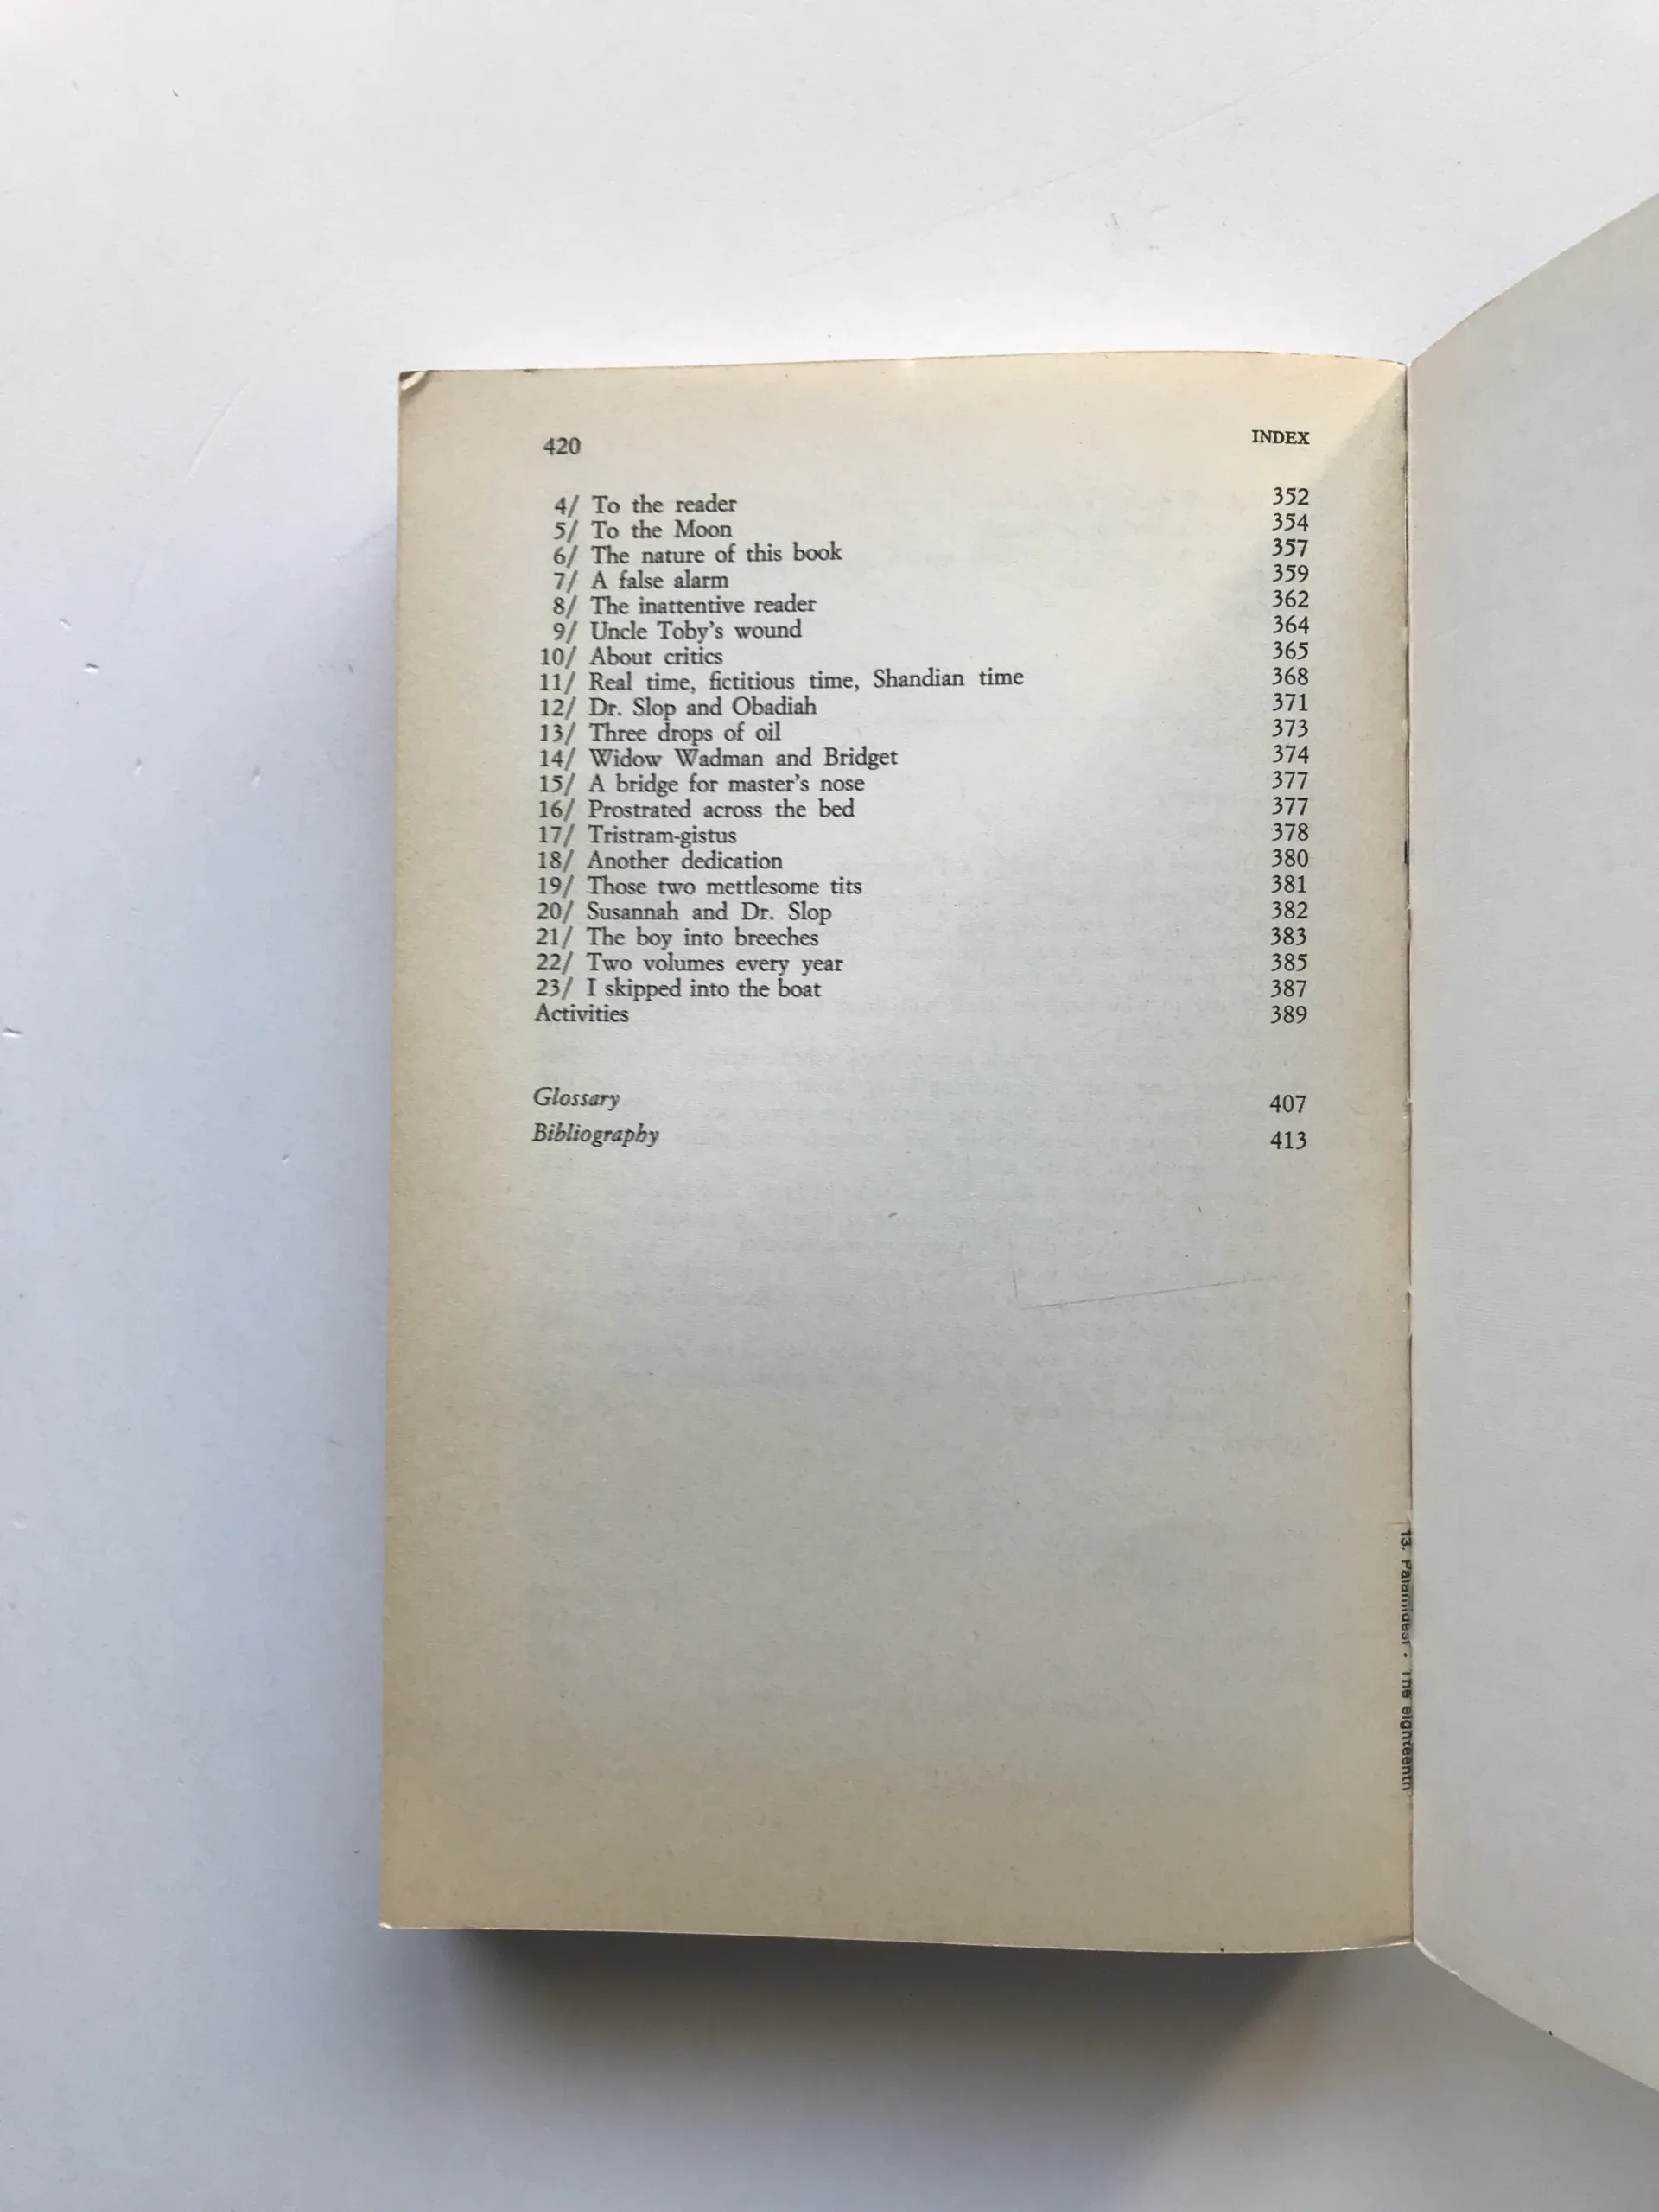 420 INDEX
4/ To the reader 352
5/ To the Moon 354
6/ The nature of this book 357
7/ A false alarm 359
8/ The inattentive reader 362
9/ Uncle Toby's wound 364
10/ About critics 365
11/ Real time, fictitious time, Shandian time 368
12/ Dr. Slop and Obadiah 371
13/ Three drops of oil 373
14/ Widow Wadman and Bridget 374
15/ A bridge for master's nose 377
16/ Prostrated across the bed 377
17/ Tristram-gistus 378
18/ Another dedication 380
19/ Those two mettlesome tits 381
20/ Susannah and Dr. Slop 382
21/ The boy into breeches 383
22/ Two volumes every year 385
23/ I skipped into the boat 387
Activities 389
Glossary 407
Bibliography 413
13. Palamidesi - The eighteenth